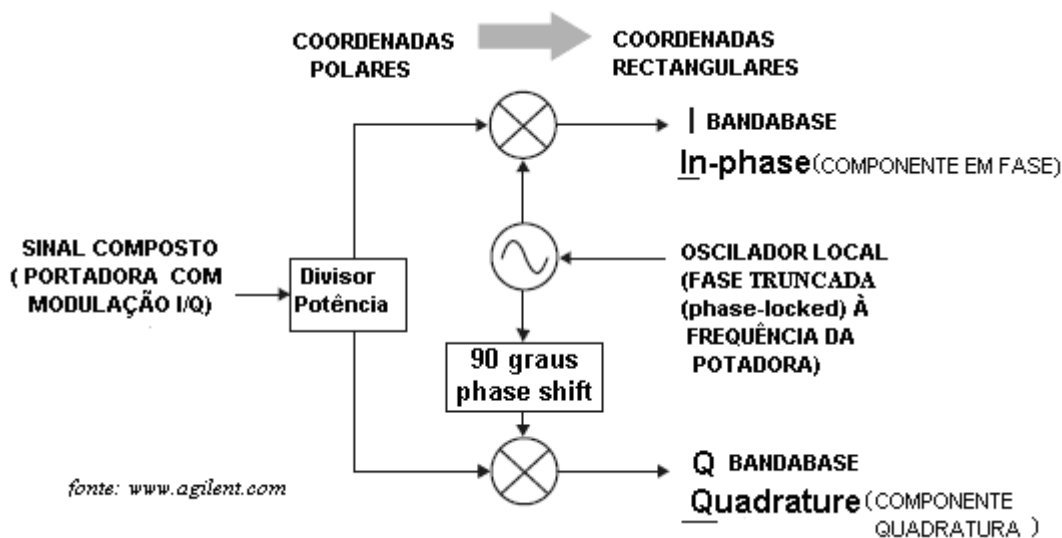 COORDENADAS
POLARES
COORDENADAS
RECTANGULARES
I BANDABASE
In-phase (COMPONENTE EM FASE)
SINAL COMPOSTO
( PORTADORA COM
MODULAÇÃO I/Q)
Divisor
Potência
OSCILADOR LOCAL
(FASE TRUNCADA
(phase-locked) À
FREQUÊNCIA DA
POTADORA)
90 graus
phase shift
Q BANDABASE
Quadrature (COMPONENTE
QUADRATURA )
fonte: www.agilent.com